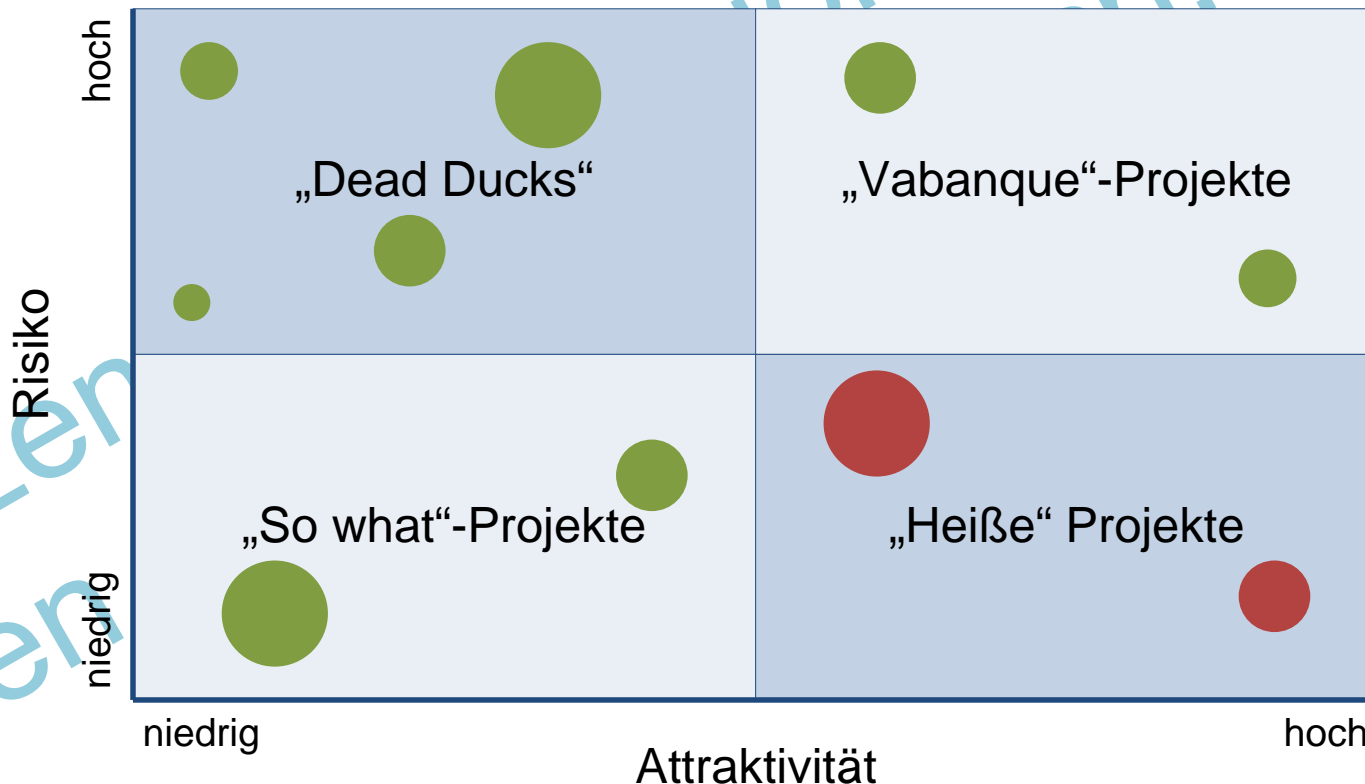 hoch
„Dead Ducks“
„Vabanque“-Projekte
Risiko
„So what“-Projekte
„Heiße“ Projekte
niedrig
niedrig
hoch
Attraktivität